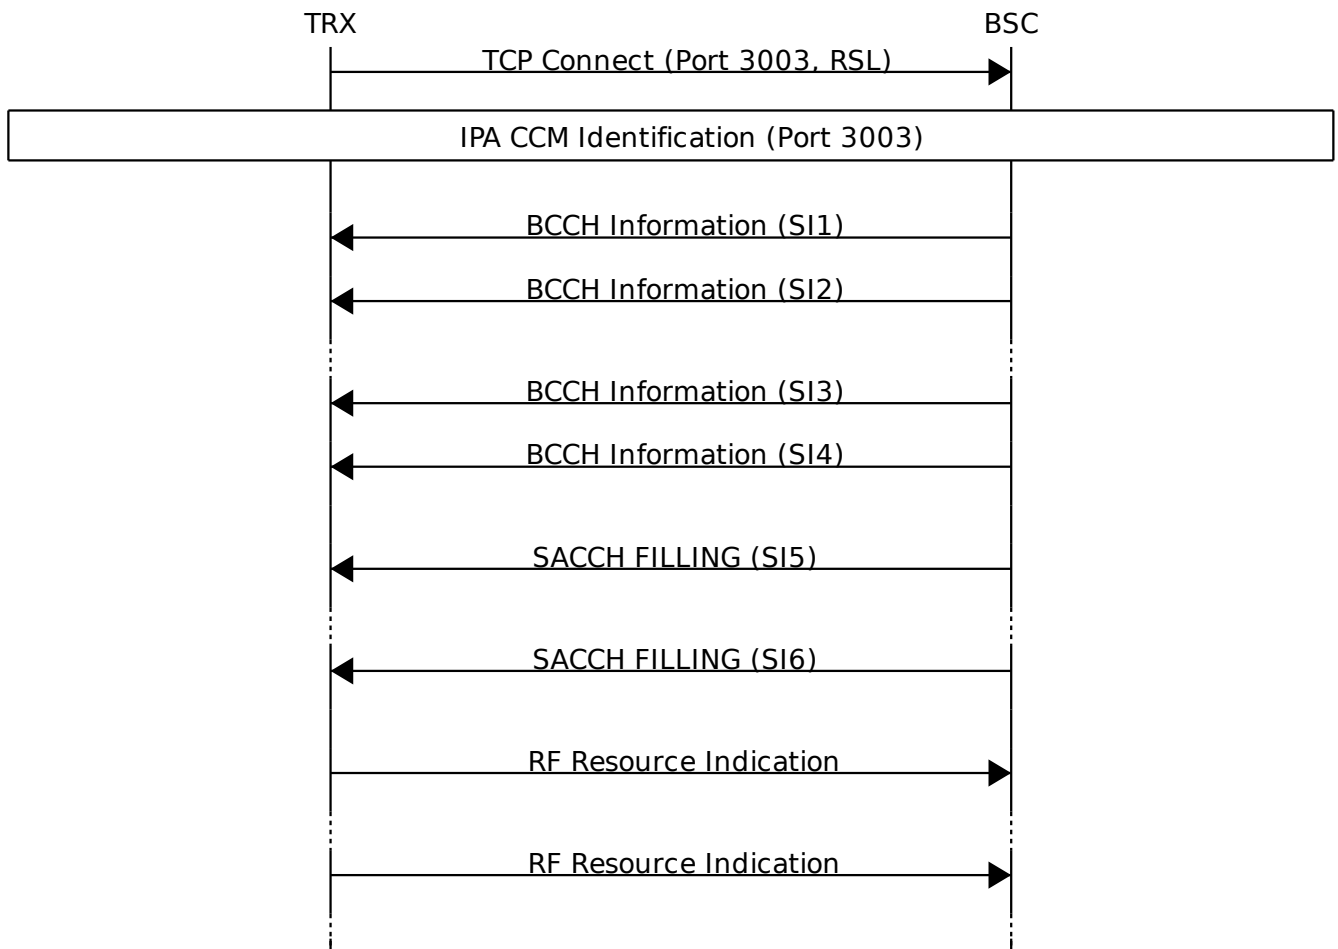 TRX BSC
TCP Connect (Port 3003, RSL)
IPA CCM Identification (Port 3003)
BCCH Information (SI1)
BCCH Information (SI2)
BCCH Information (SI3)
BCCH Information (SI4)
SACCH FILLING (SI5)
SACCH FILLING (SI6)
RF Resource Indication
RF Resource Indication